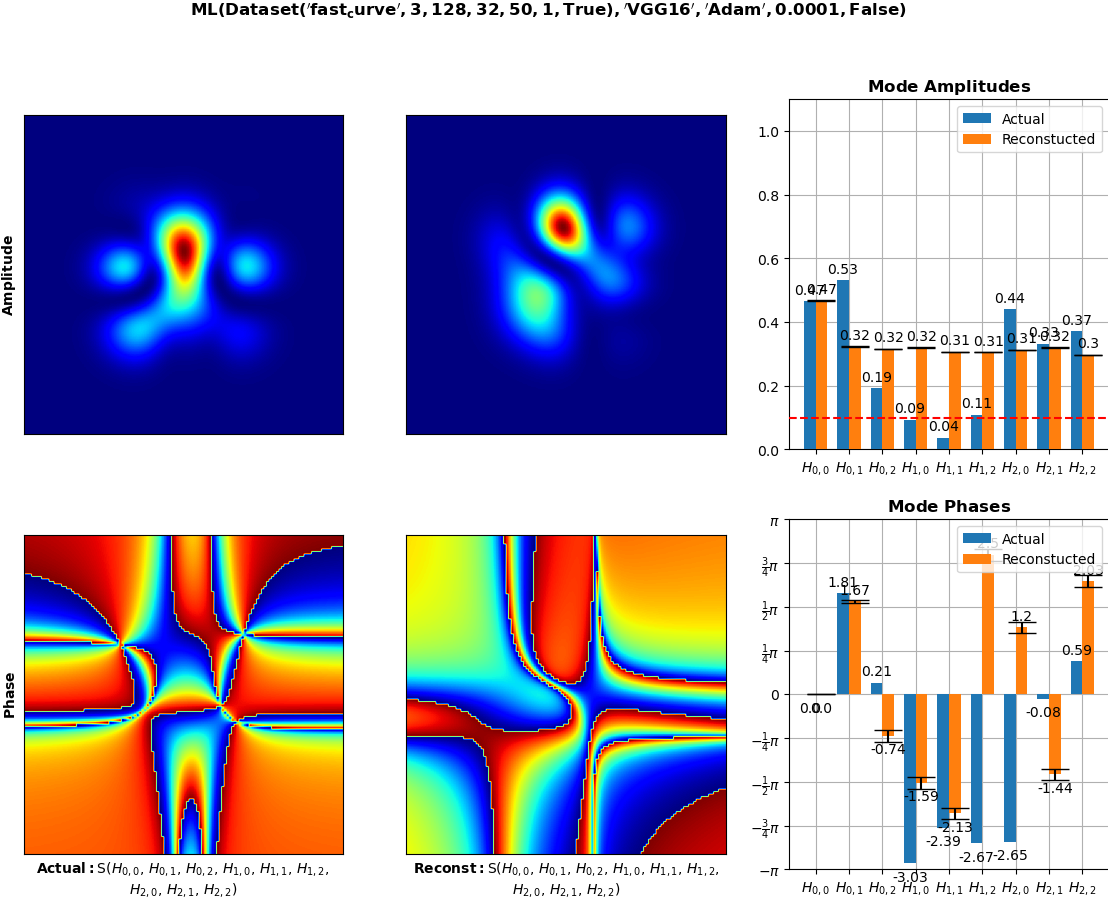 ML(Dataset('fast_curve', 3, 128, 32, 50, 1, True), 'VGG16', 'Adam', 0.0001, False)
Amplitude
Mode Amplitudes
Actual
Reconstucted
1.0
0.8
0.6
0.4
0.2
0.0
0.47 0.47 0.53 0.32 0.19 0.32 0.09 0.32 0.04 0.31 0.11 0.31 0.44 0.31 0.33 0.32 0.37 0.3
H0,0 H0,1 H0,2 H1,0 H1,1 H1,2 H2,0 H2,1 H2,2
Phase
Actual: S(H0,0, H0,1, H0,2, H1,0, H1,1, H1,2,
H2,0, H2,1, H2,2)
Reconst: S(H0,0, H0,1, H0,2, H1,0, H1,1, H1,2,
H2,0, H2,1, H2,2)
Mode Phases
Actual
Reconstucted
π
3/4π
1/2π
1/4π
0
−1/4π
−1/2π
−3/4π
−π
0.0 0.0 1.81 1.67 0.21 -0.74 -3.03 -1.59 -2.39 -2.13 -2.67 2.5 -2.65 1.2 -0.08 -1.44 0.59 2.03
H0,0 H0,1 H0,2 H1,0 H1,1 H1,2 H2,0 H2,1 H2,2